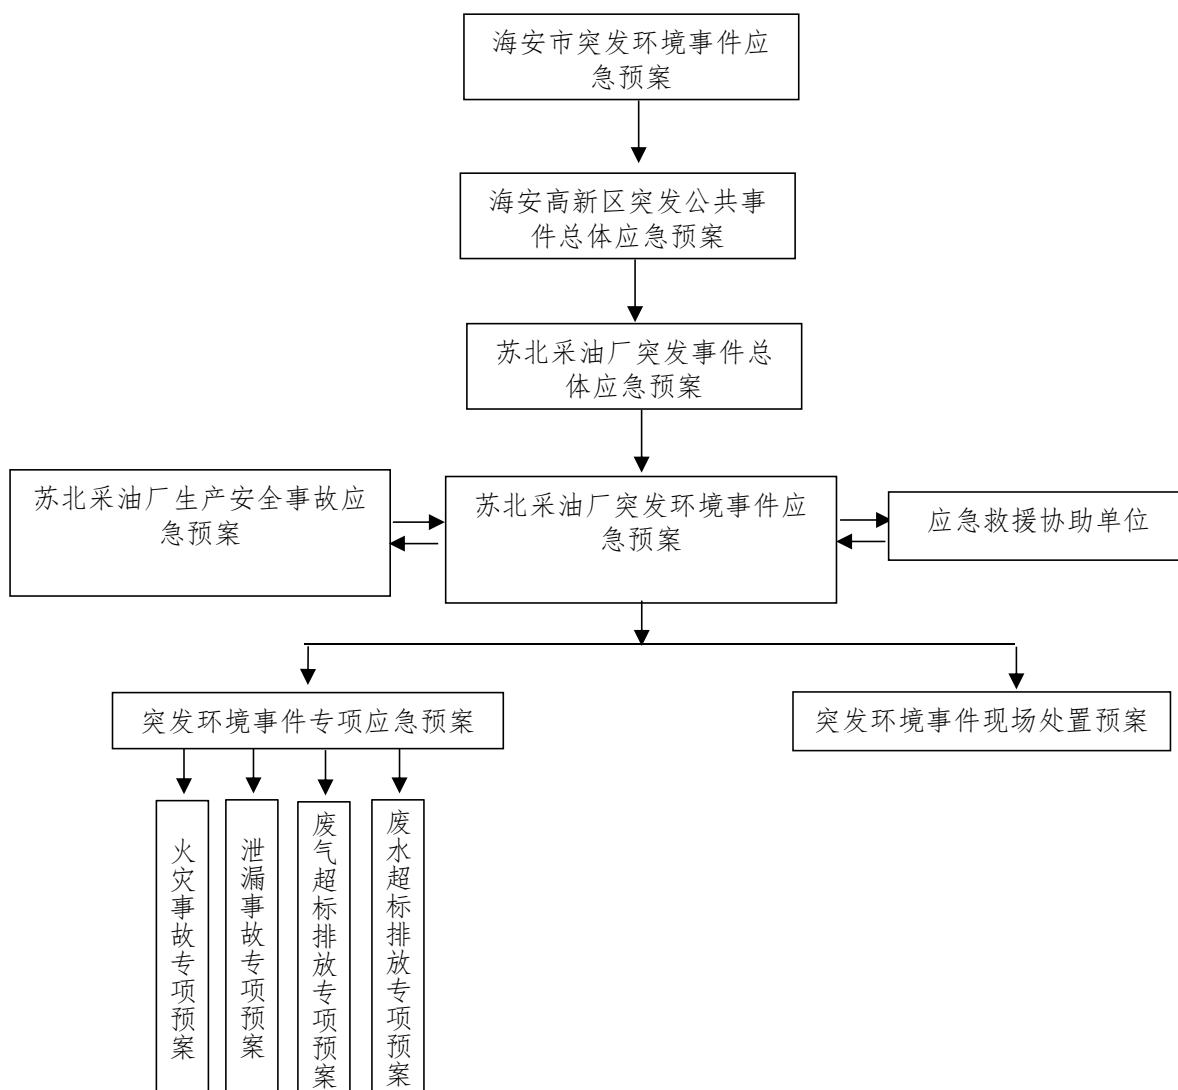 海安市突发环境事件应
急预案
海安高新区突发公共事
件总体应急预案
苏北采油厂突发事件总
体应急预案
苏北采油厂生产安全事故应
急预案
苏北采油厂突发环境事件应
急预案
应急救援协助单位
突发环境事件专项应急预案
突发环境事件现场处置预案
火灾事故专项预案
泄漏事故专项预案
废气超标排放专项预案
废水超标排放专项预案